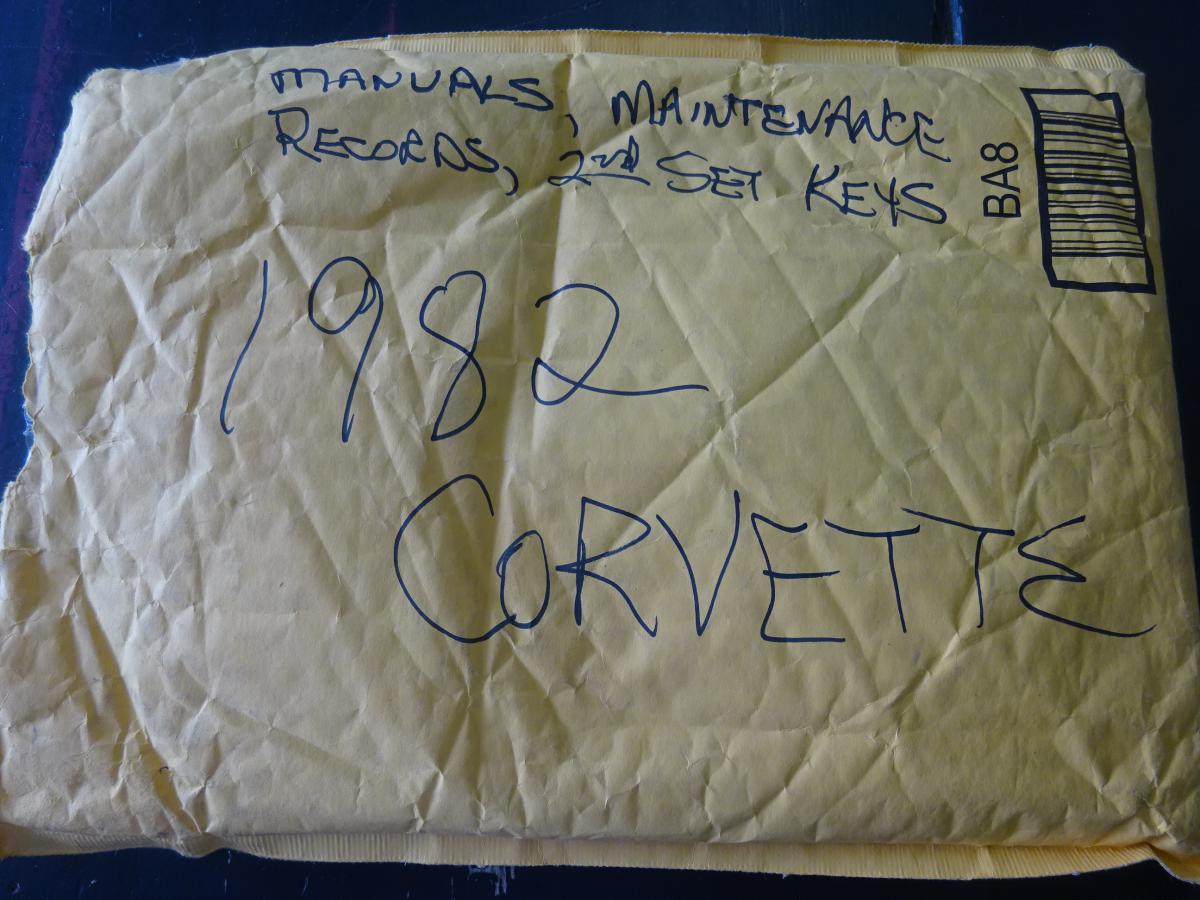 MANUALS, MAINTENANCE
RECORDS, 2nd SET KEYS
BA8
1982
CORVETTE